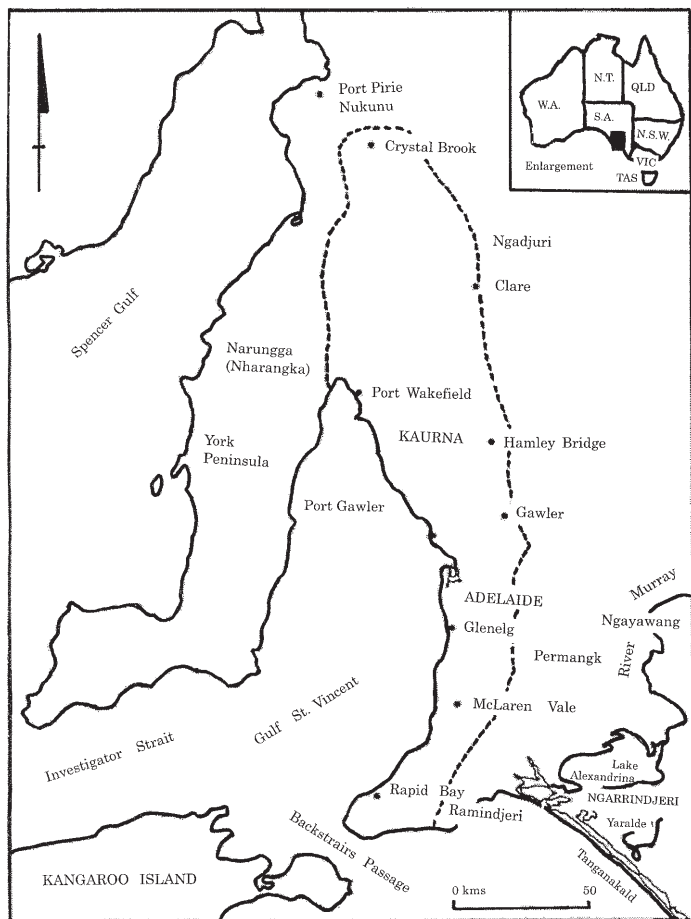 Port Pirie
Nukunu
Crystal Brook
N.T.
QLD
W.A.
S.A.
N.S.W.
VIC
Enlargement
TAS
Ngadjuri
Clare
Spencer Gulf
Narungga
(Nharangka)
Port Wakefield
KAURNA
Hamley Bridge
York
Peninsula
Port Gawler
Gawler
ADELAIDE
Murray
Ngayawang
Glenelg
River
Permangk
McLaren Vale
Gulf St. Vincent
Investigator Strait
Lake
Alexandrina
Rapid Bay
NGARRINDJERI
Ramindjeri
Yaralde
Backstairs Passage
Tanganakald
KANGAROO ISLAND
0 kms 50